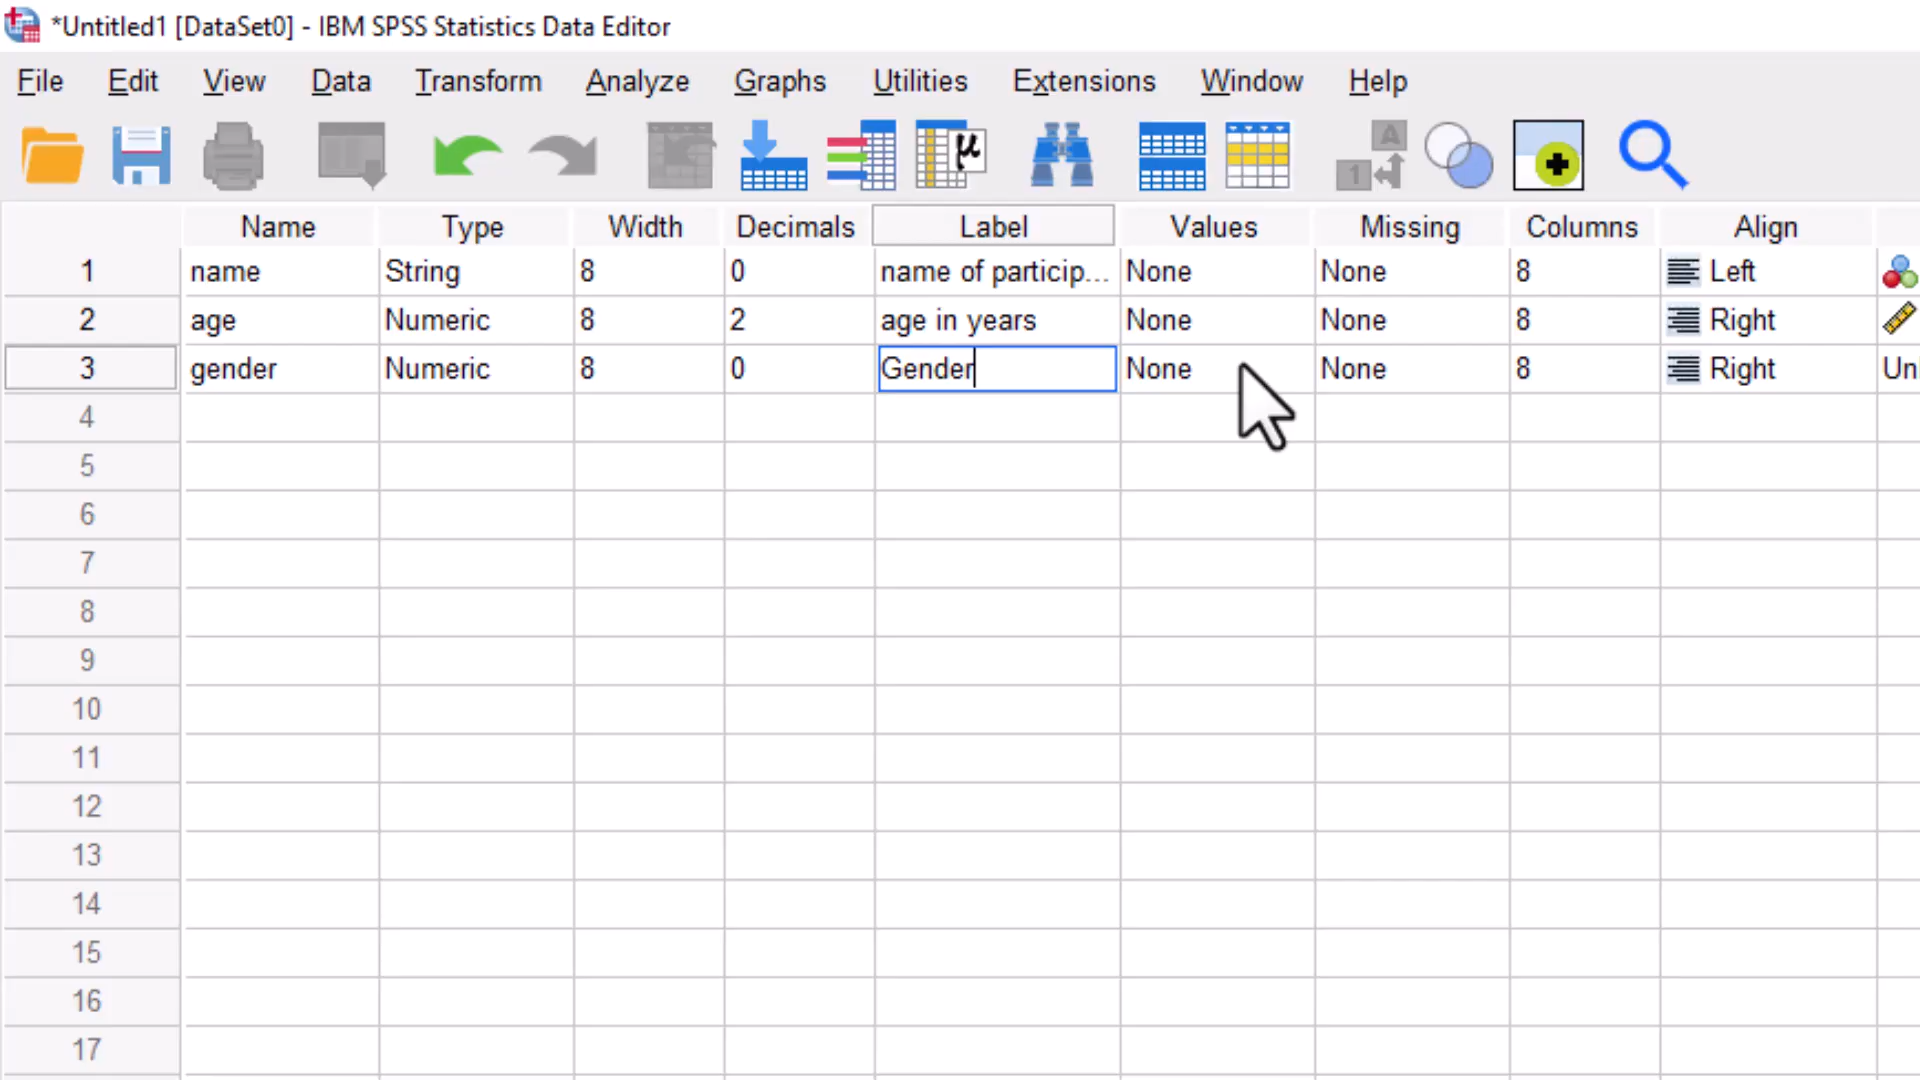 *Untitled1 [DataSet0] - IBM SPSS Statistics Data Editor
File Edit View Data Transform Analyze Graphs Utilities Extensions Window Help
μ A 1
Name Type Width Decimals Label Values Missing Columns Align
1 name String 8 0 name of particip... None None 8 Left
2 age Numeric 8 2 age in years None None 8 Right
3 gender Numeric 8 0 Gender None None 8 Right
4
5
6
7
8
9
10
11
12
13
14
15
16
17